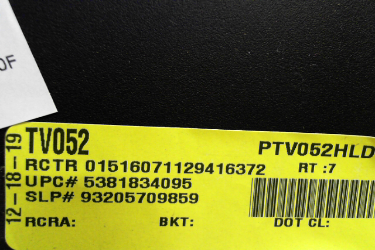 OF
12-18-19
TV052 PTV052HLD
RCTR 01516071129416372 RT :7
UPC# 5381834095
SLP# 93205709859
RCRA: BKT: DOT CL: